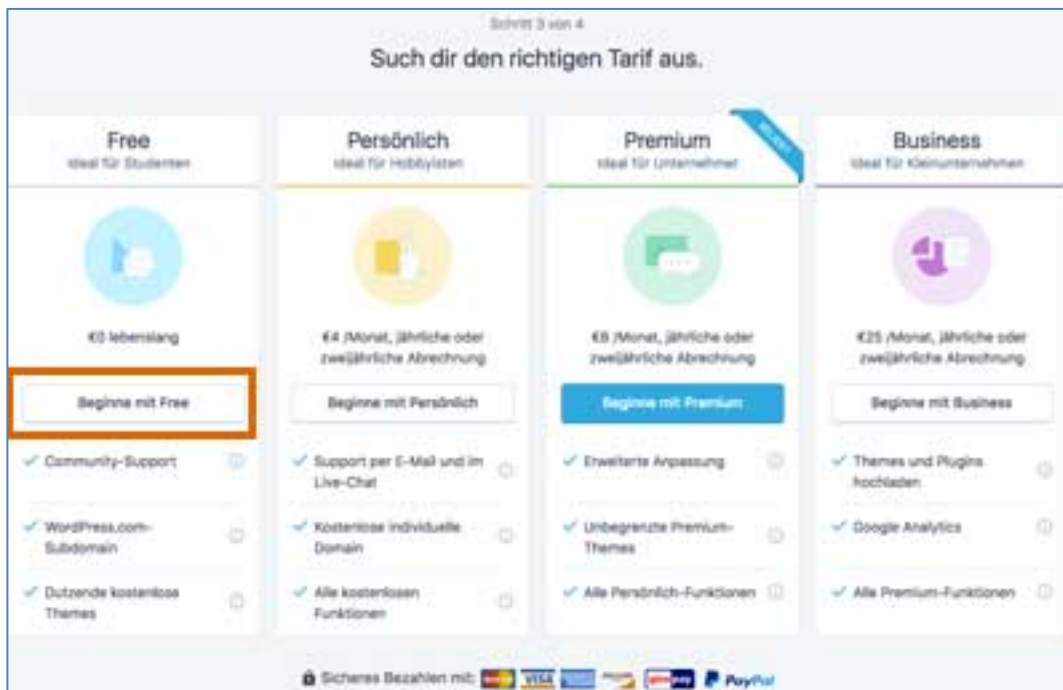 Schritt 3 von 4
Such dir den richtigen Tarif aus.
Free
Ideal für Studenten
€0 lebenslang
Beginne mit Free
Community-Support
WordPress.com-
Subdomain
Dutzende kostenlose
Themes
Persönlich
Ideal für Hobbyisten
€4 /Monat, jährliche oder
zweijährliche Abrechnung
Beginne mit Persönlich
Support per E-Mail und im
Live-Chat
Kostenlose individuelle
Domain
Alle kostenlosen
Funktionen
Premium
Ideal für Unternehmer
BELIEBT
€8 /Monat, jährliche oder
zweijährliche Abrechnung
Beginne mit Premium
Erweiterte Anpassung
Unbegrenzte Premium-
Themes
Alle Persönlich-Funktionen
Business
Ideal für Kleinunternehmen
€25 /Monat, jährliche oder
zweijährliche Abrechnung
Beginne mit Business
Themes und Plugins
hochladen
Google Analytics
Alle Premium-Funktionen
Sicheres Bezahlen mit: VISA giropay PayPal